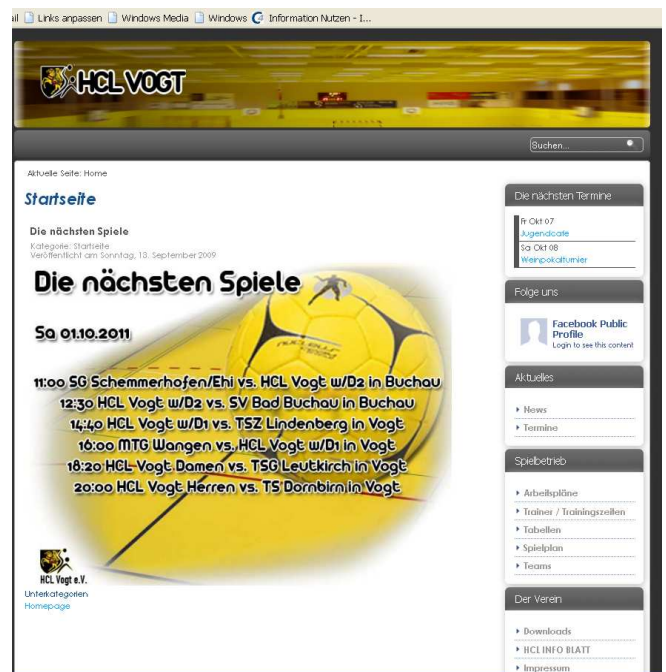 il Links anpassen Windows Media Windows Information Nutzen - I...
HCL VOGT
Suchen...
Aktuelle Seite: Home
Startseite
Die nächsten Spiele
Kategorie: Startseite
Veröffentlicht am Sonntag, 13. September 2009
Die nächsten Spiele
Sa 01.10.2011
11:00 SG Schemmerhofen/Ehi vs. HCL Vogt w/D2 in Buchau
12:30 HCL Vogt w/D2 vs. SV Bad Buchau in Buchau
14:40 HCL Vogt w/D1 vs. TSZ Lindenberg in Vogt
16:00 MTG Wangen vs. HCL Vogt w/D1 in Vogt
18:20 HCL Vogt Damen vs. TSG Leutkirch in Vogt
20:00 HCL Vogt Herren vs. TS Dornbirn in Vogt
HCL Vogt e.V.
Unterkategorien
Homepage
Die nächsten Termine
Fr Okt 07
Jugendcafe
Sa Okt 08
Weinpokalturnier
Folge uns
Facebook Public
Profile
Login to see this content
Aktuelles
News
Termine
Spielbetrieb
Arbeitspläne
Trainer / Trainingszeiten
Tabellen
Spielplan
Teams
Der Verein
Downloads
HCL INFO BLATT
Impressum